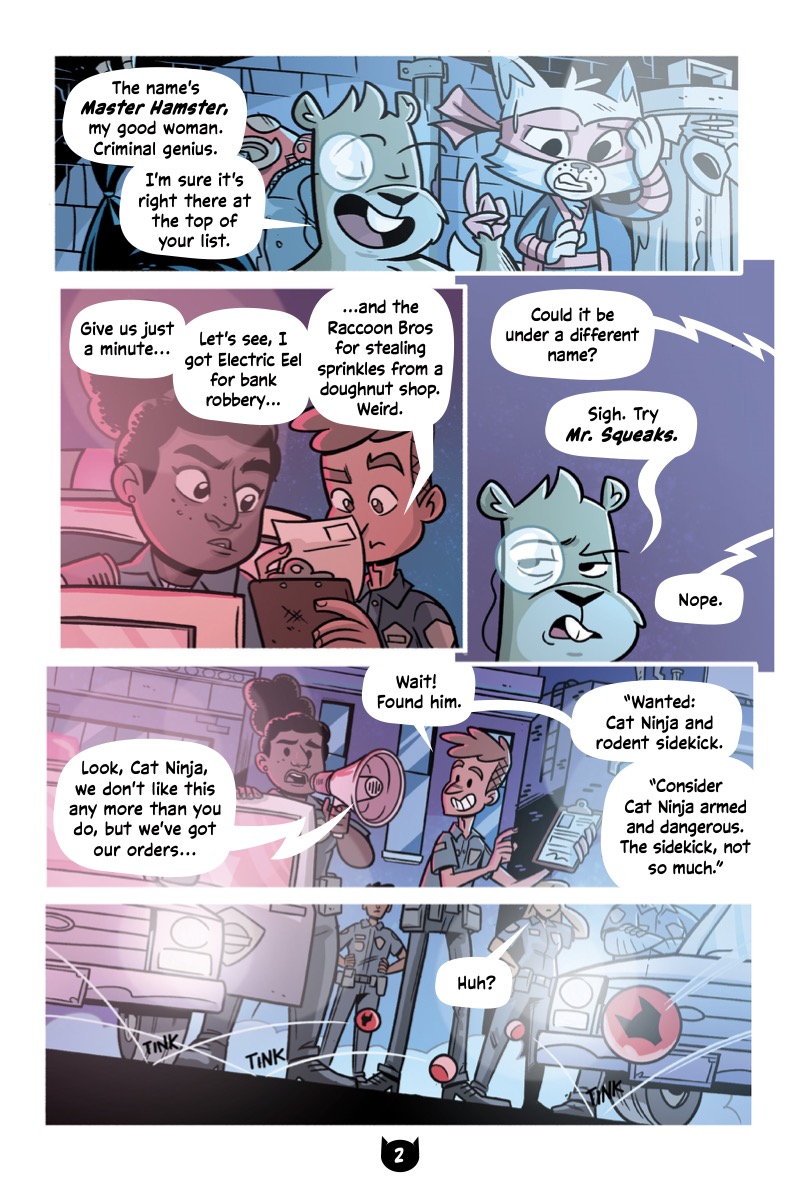 The name's
Master Hamster,
my good woman.
Criminal genius.
I'm sure it's
right there at
the top of
your list.
Give us just
a minute...
Let's see, I
got Electric Eel
for bank
robbery...
...and the
Raccoon Bros
for stealing
sprinkles from a
doughnut shop.
Weird.
Could it be
under a different
name?
Sigh. Try
Mr. Squeaks.
Nope.
Wait!
Found him.
"Wanted:
Cat Ninja and
rodent sidekick.
"Consider
Cat Ninja armed
and dangerous.
The sidekick, not
so much."
Look, Cat Ninja,
we don't like this
any more than you
do, but we've got
our orders...
Huh?
TINK
TINK
TINK
2